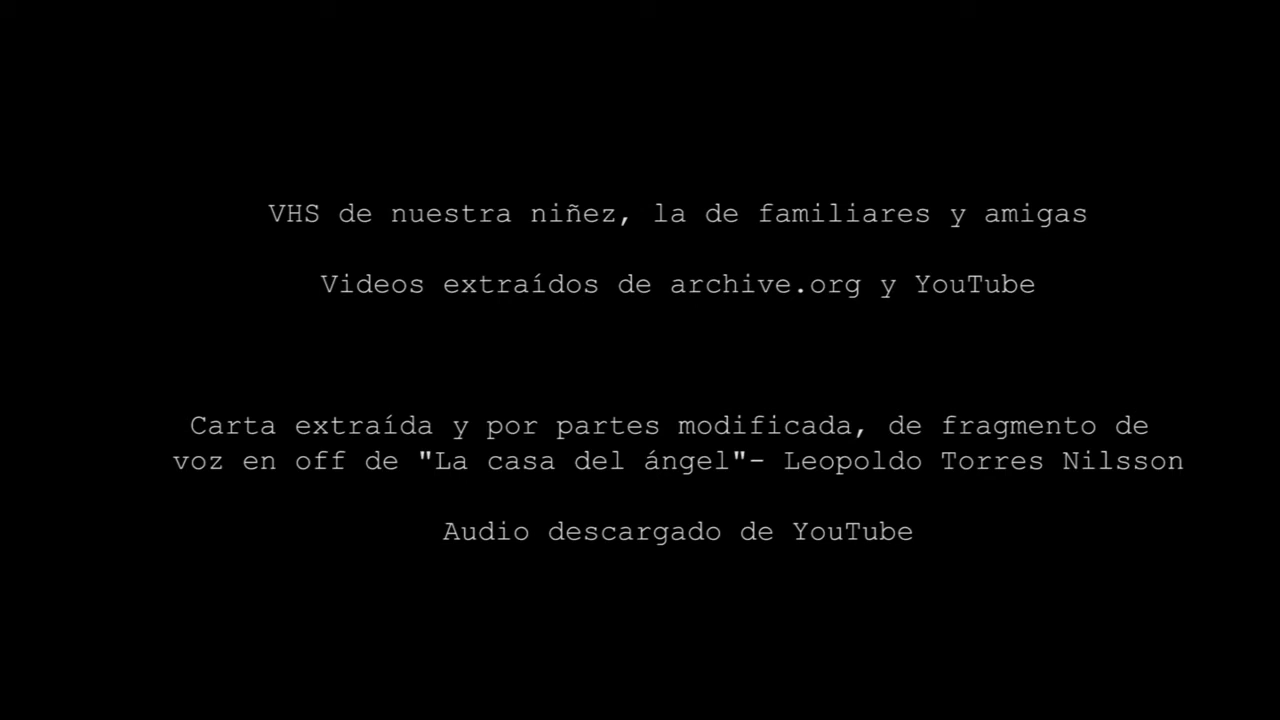 VHS de nuestra niñez, la de familiares y amigas
Videos extraídos de archive.org y YouTube
Carta extraída y por partes modificada, de fragmento de
voz en off de "La casa del ángel"- Leopoldo Torres Nilsson
Audio descargado de YouTube